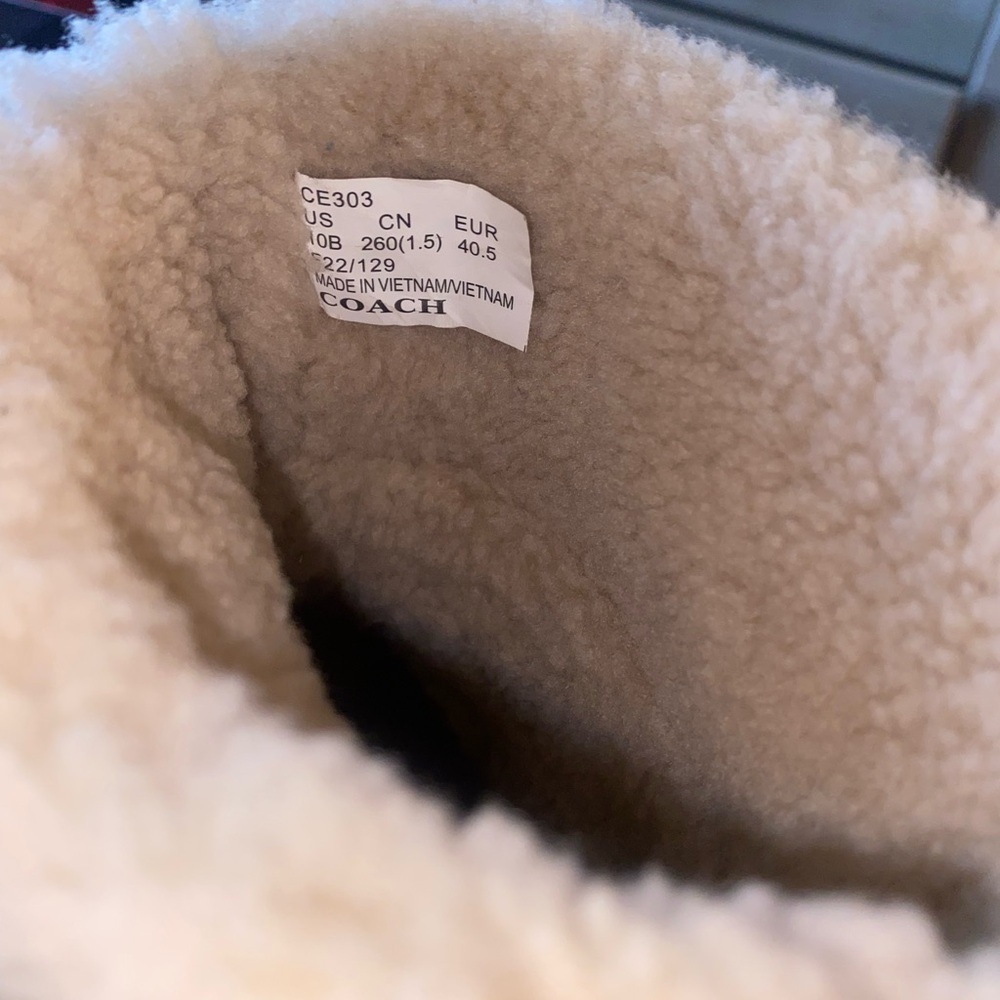 CE303
US CN EUR
10B 260(1.5) 40.5
F22/129
MADE IN VIETNAM/VIETNAM
COACH